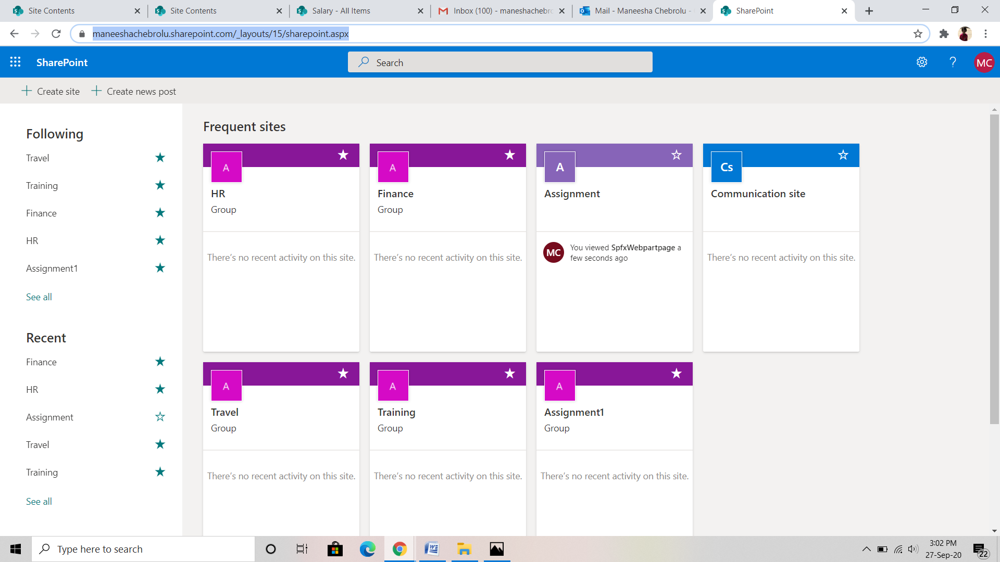 Site Contents
Site Contents
Salary - All Items
Inbox (100) - maneshachebro
Mail - Maneesha Chebrolu -
SharePoint
maneeshachebrolu.sharepoint.com/_layouts/15/sharepoint.aspx
SharePoint
Search
MC
Create site
Create news post
Following
Travel
Training
Finance
HR
Assignment1
See all
Recent
Finance
HR
Assignment
Travel
Training
See all
Frequent sites
A
HR
Group
There's no recent activity on this site.
A
Finance
Group
There's no recent activity on this site.
A
Assignment
MC
You viewed SpfxWebpartpage a
few seconds ago
Cs
Communication site
There's no recent activity on this site.
A
Travel
Group
There's no recent activity on this site.
A
Training
Group
There's no recent activity on this site.
A
Assignment1
Group
There's no recent activity on this site.
Type here to search
3:02 PM
27-Sep-20
22